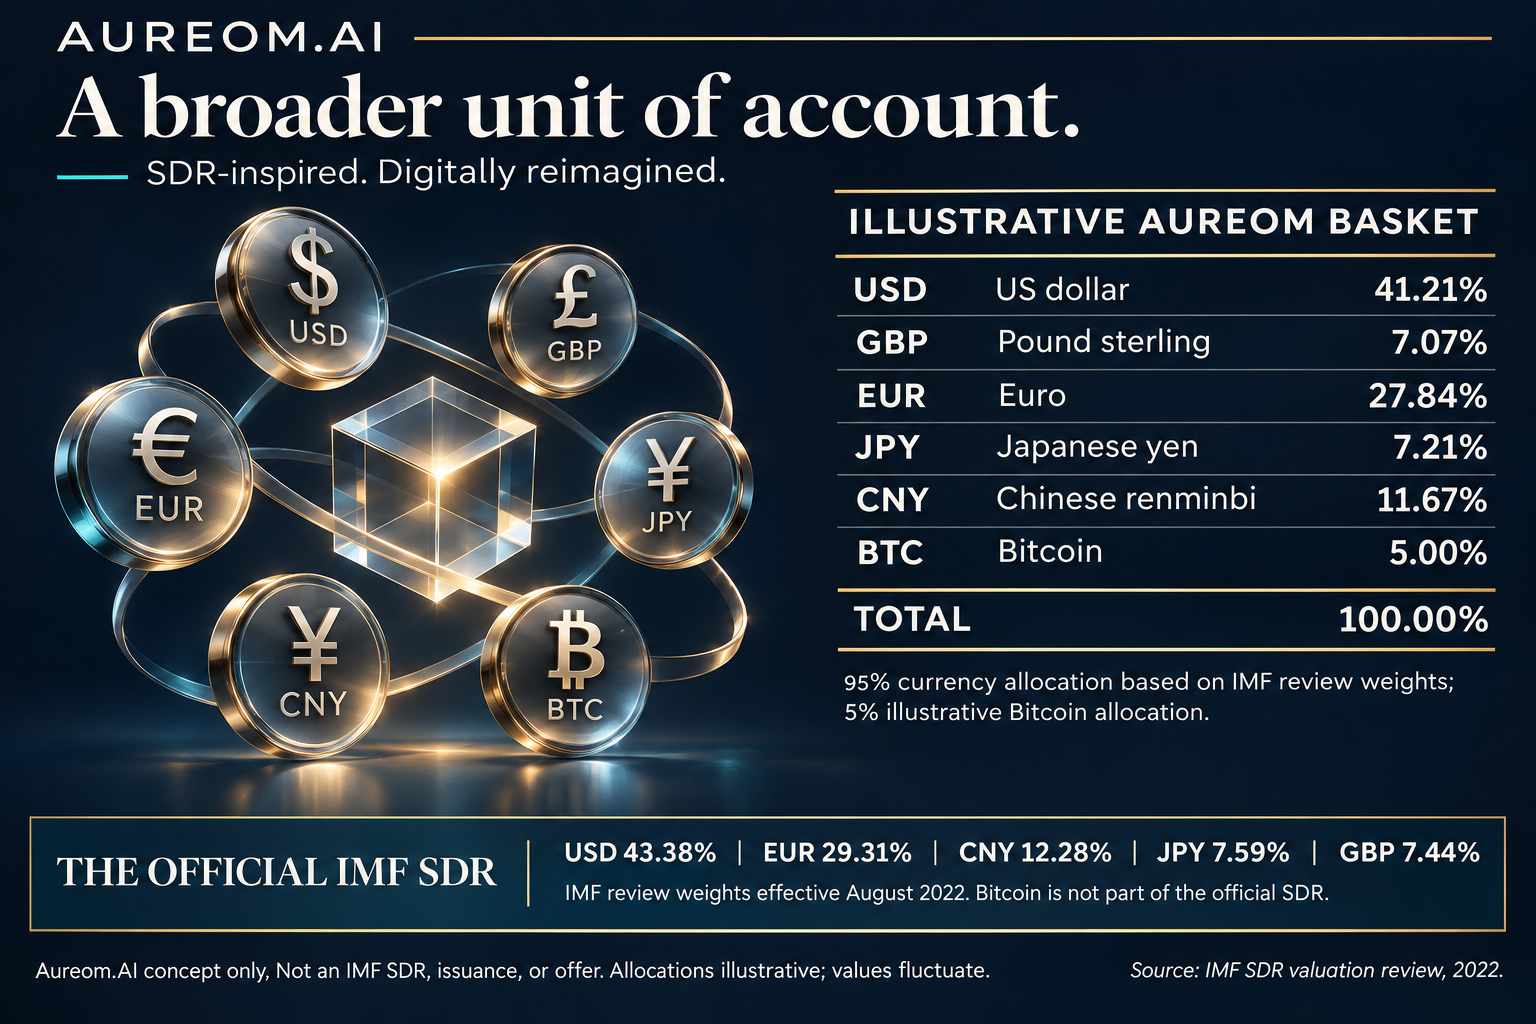 AUREOM.AI
A broader unit of account.
SDR-inspired. Digitally reimagined.
$
USD
£
GBP
€
EUR
¥
JPY
¥
CNY
₿
BTC
ILLUSTRATIVE AUREOM BASKET
USD US dollar 41.21%
GBP Pound sterling 7.07%
EUR Euro 27.84%
JPY Japanese yen 7.21%
CNY Chinese renminbi 11.67%
BTC Bitcoin 5.00%
TOTAL 100.00%
95% currency allocation based on IMF review weights;
5% illustrative Bitcoin allocation.
THE OFFICIAL IMF SDR
USD 43.38% | EUR 29.31% | CNY 12.28% | JPY 7.59% | GBP 7.44%
IMF review weights effective August 2022. Bitcoin is not part of the official SDR.
Aureom.AI concept only, Not an IMF SDR, issuance, or offer. Allocations illustrative; values fluctuate.
Source: IMF SDR valuation review, 2022.